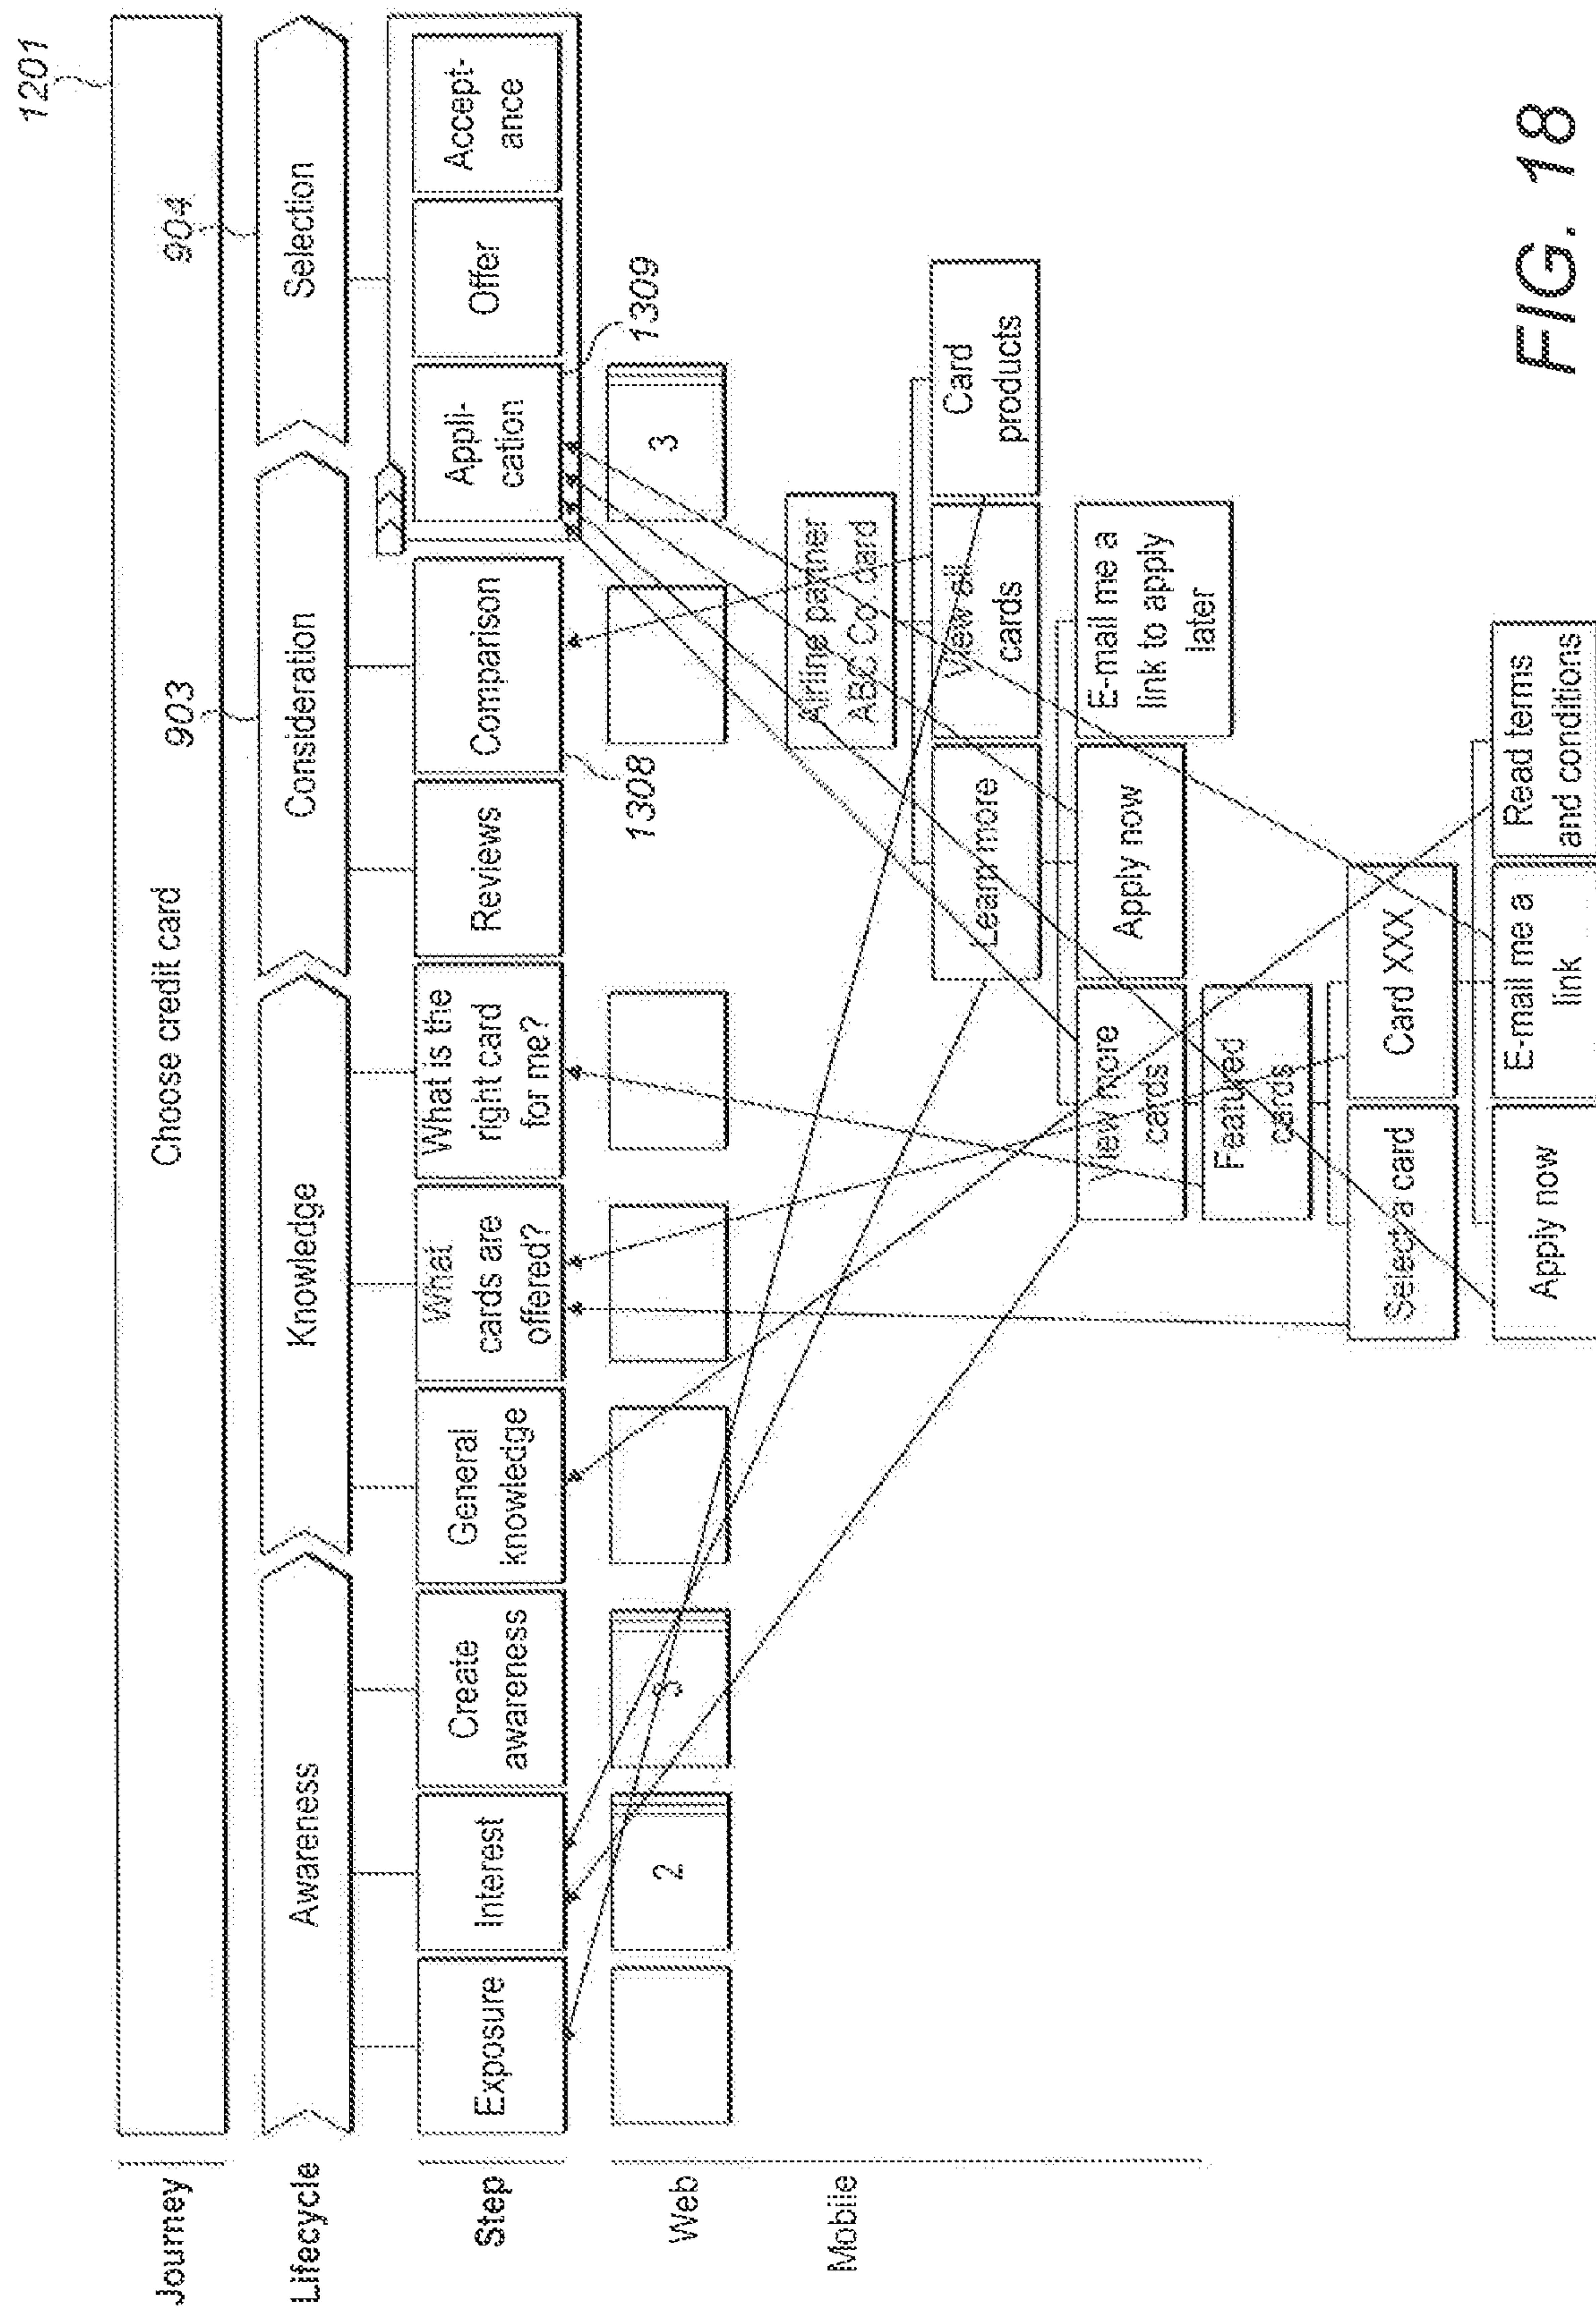 1201
Journey
Choose credit card
903
904
Lifecycle
Awareness
Knowledge
Consideration
Selection
Step
Exposure
Interest
Create
awareness
General
knowledge
What
cards are
offered?
What is the
right card
for me?
Reviews
Comparison
Appli-
cation
Offer
Accept-
ance
1308
1309
Web
2
3
3
Mobile
Airline partner
ABC Co. card
Learn more
View all
cards
Card
products
View more
cards
Apply now
E-mail me a
link to apply
later
Featured
cards
Select a card
Card XXX
Apply now
E-mail me a
link
Read terms
and conditions
FIG. 18